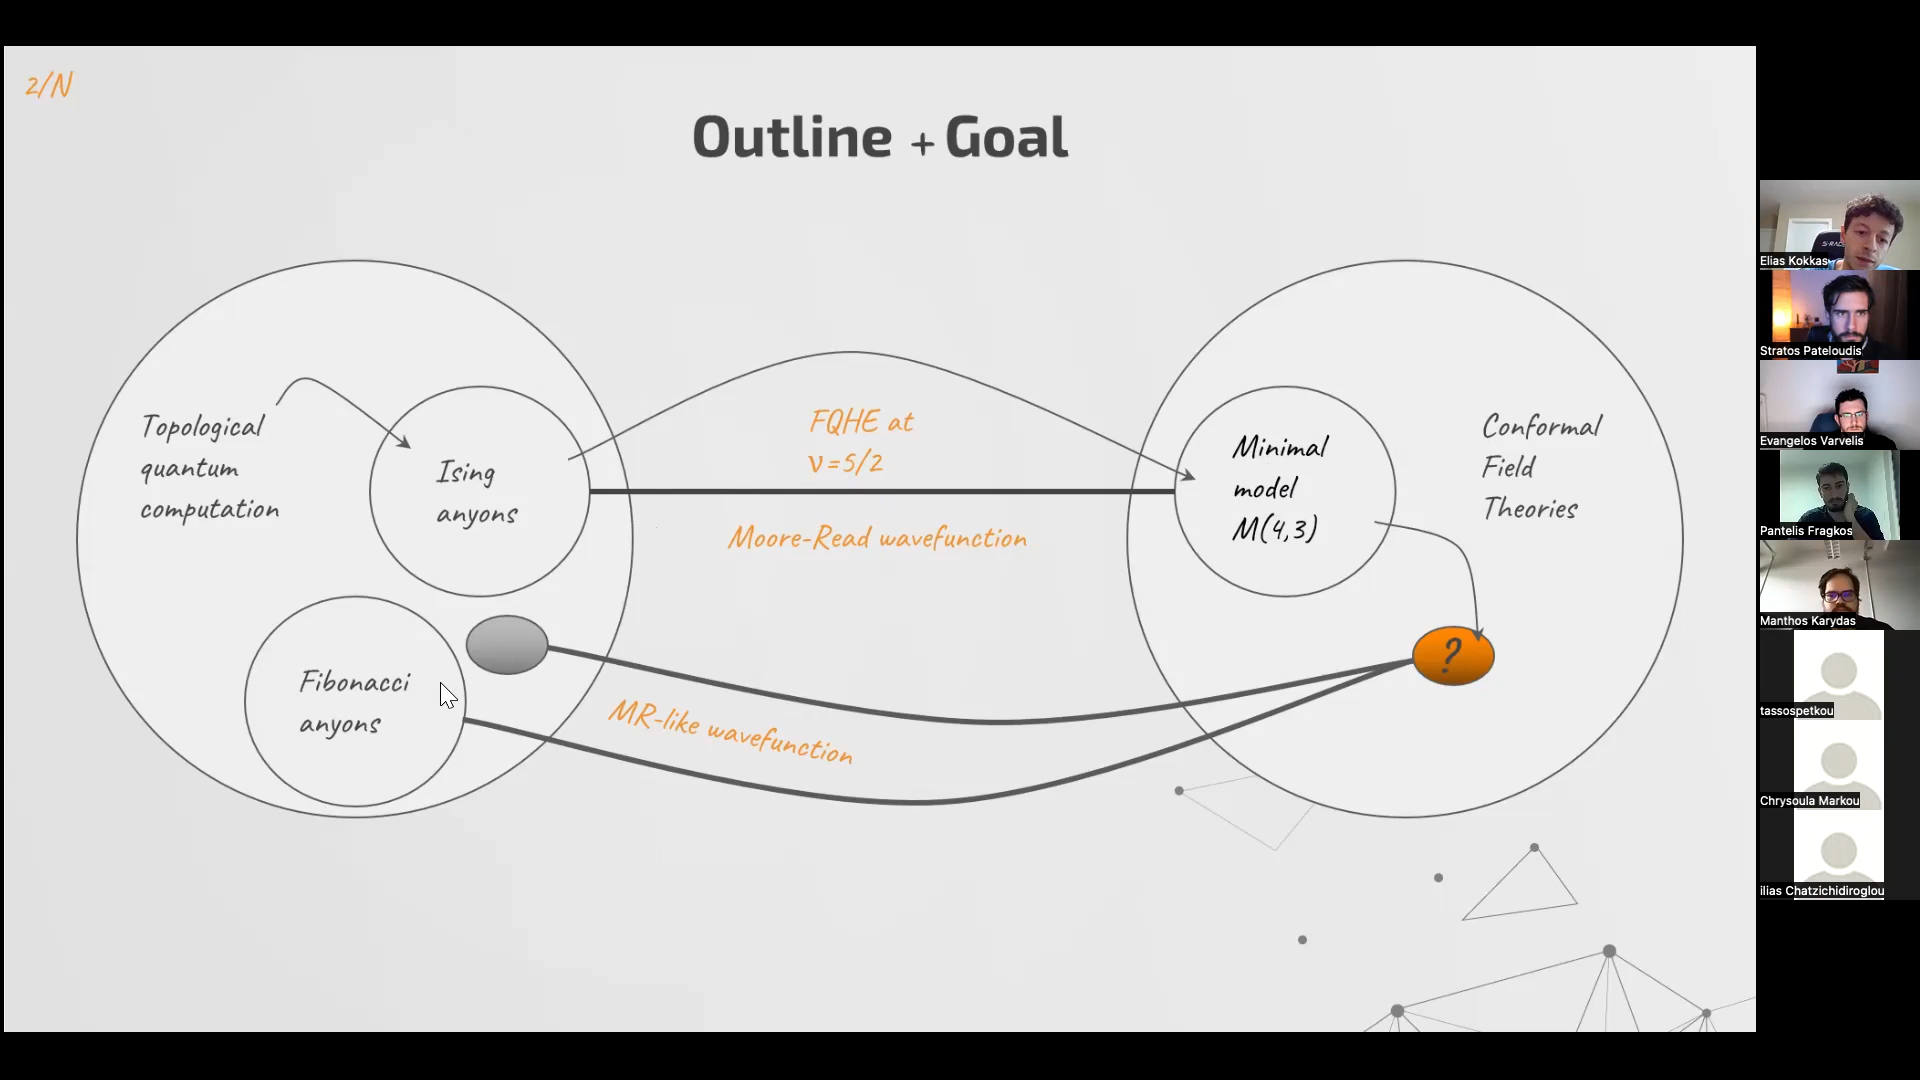 2/N
Outline + Goal
Topological
quantum
computation
Ising
anyons
Fibonacci
anyons
FQHE at
ν=5/2
Moore-Read wavefunction
MR-like wavefunction
Minimal
model
M(4,3)
Conformal
Field
Theories
?
Elias Kokkas
Stratos Pateloudis
Evangelos Varvelis
Pantelis Fragkos
Manthos Karydas
tassospetkou
Chrysoula Markou
ilias Chatzichidiroglou